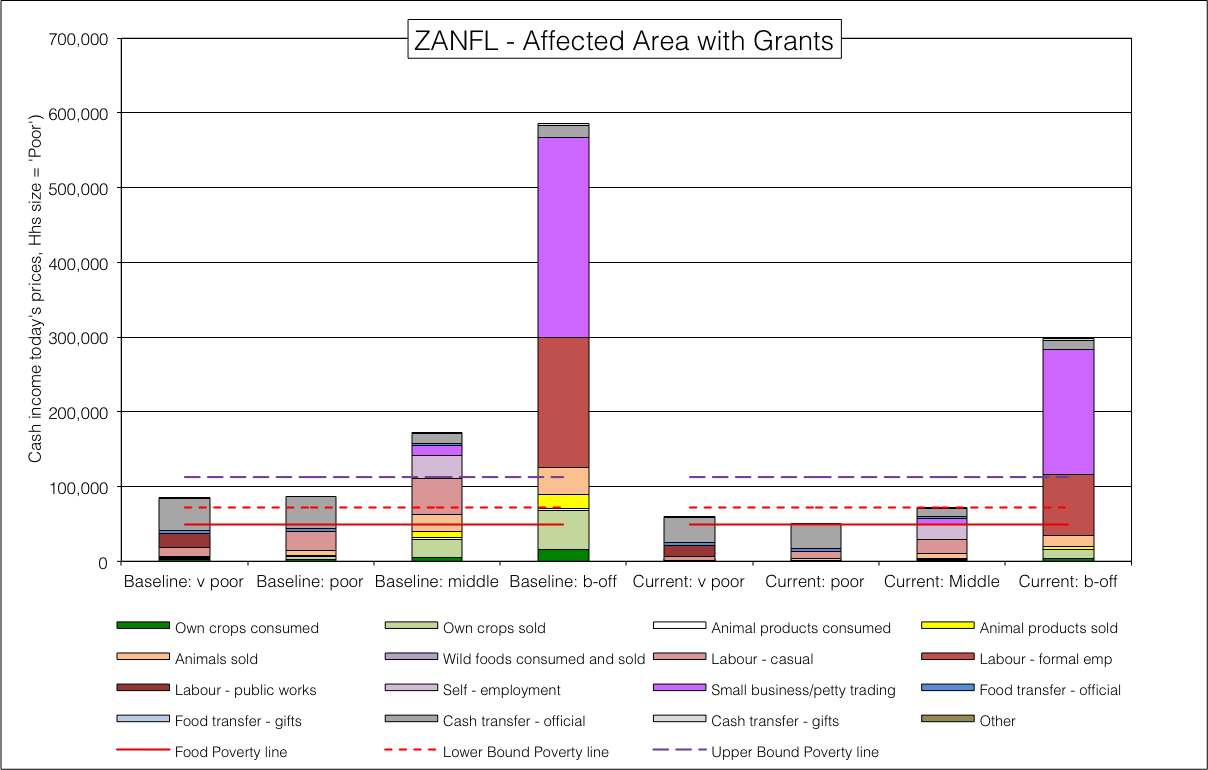 ZANFL - Affected Area with Grants
Cash income today's prices, Hhs size = 'Poor')
700,000
600,000
500,000
400,000
300,000
200,000
100,000
0
Baseline: v poor Baseline: poor Baseline: middle Baseline: b-off Current: v poor Current: poor Current: Middle Current: b-off
Own crops consumed Own crops sold Animal products consumed Animal products sold
Animals sold Wild foods consumed and sold Labour - casual Labour - formal emp
Labour - public works Self - employment Small business/petty trading Food transfer - official
Food transfer - gifts Cash transfer - official Cash transfer - gifts Other
Food Poverty line Lower Bound Poverty line Upper Bound Poverty line